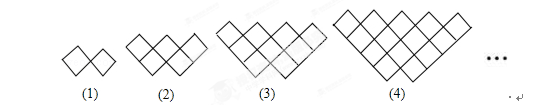 (1) (2) (3) (4) ...